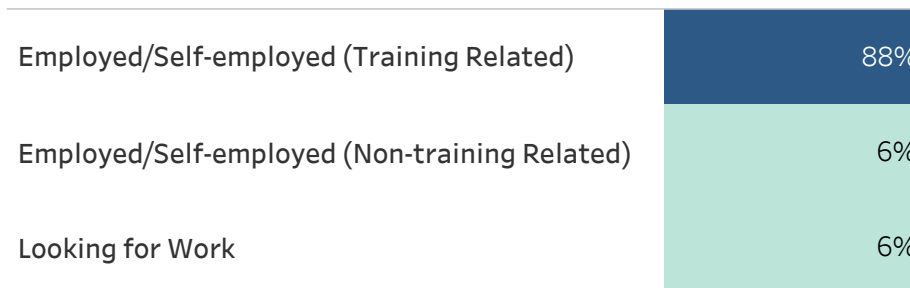 Employed/Self-employed (Training Related) 88%
Employed/Self-employed (Non-training Related) 6%
Looking for Work 6%